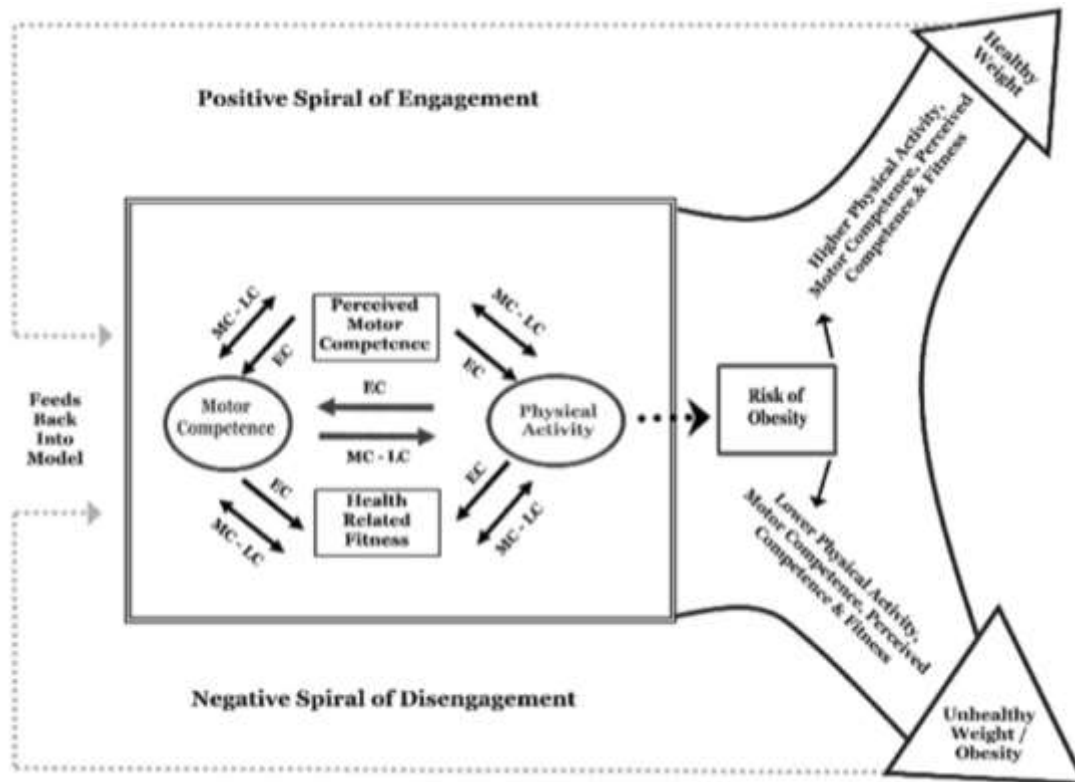 Positive Spiral of Engagement
Healthy
Weight
Higher Physical Activity,
Motor Competence, Perceived
Competence & Fitness
MC - LC
EC
Perceived
Motor
Competence
MC - LC
EC
Feeds
Back
Into
Model
Motor
Competence
EC
MC - LC
Physical
Activity
Risk of
Obesity
EC
MC - LC
Health
Related
Fitness
EC
MC - LC
Lower Physical Activity,
Motor Competence, Perceived
Competence & Fitness
Negative Spiral of Disengagement
Unhealthy
Weight /
Obesity